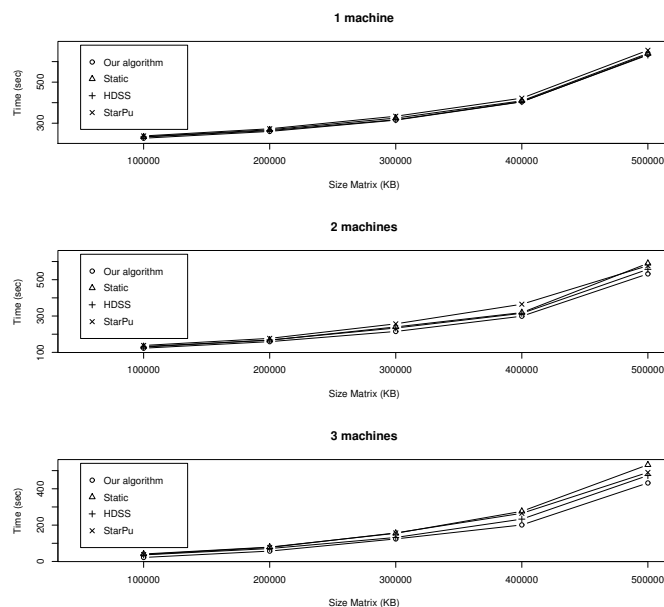 1 machine
Our algorithm
Static
HDSS
StarPu
Time (sec)
300
500
100000 200000 300000 400000 500000
Size Matrix (KB)
2 machines
Our algorithm
Static
HDSS
StarPu
Time (sec)
100
300
500
100000 200000 300000 400000 500000
Size Matrix (KB)
3 machines
Our algorithm
Static
HDSS
StarPu
Time (sec)
0
200
400
100000 200000 300000 400000 500000
Size Matrix (KB)